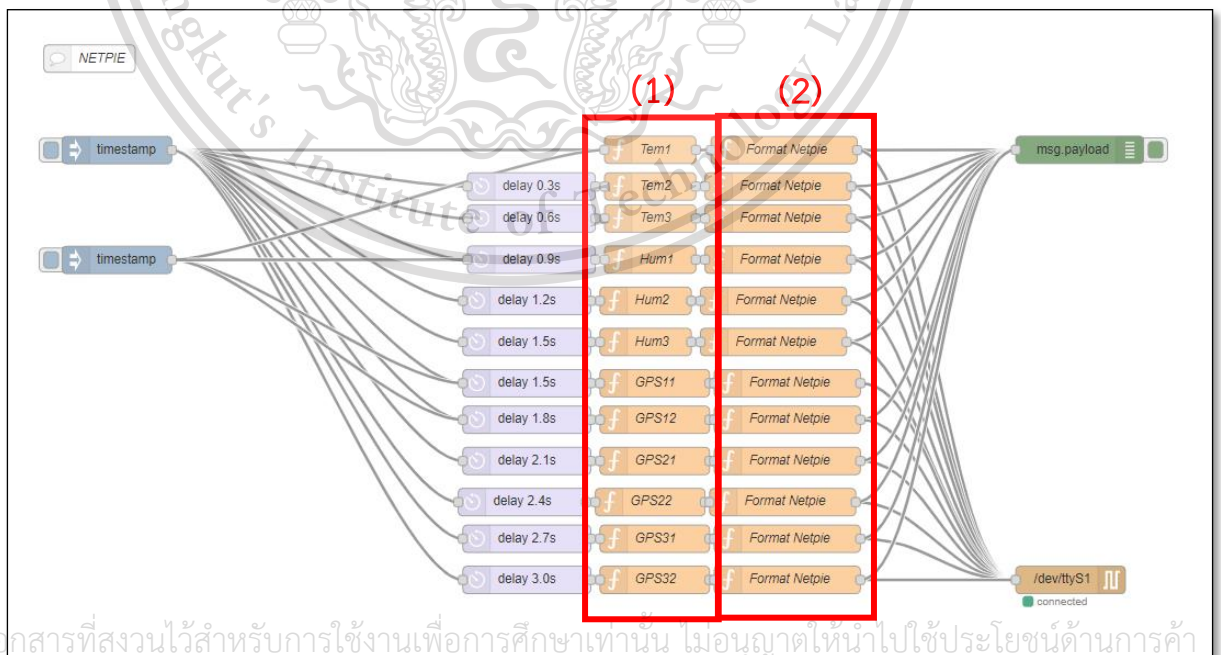 NETPIE
(1) (2)
timestamp
timestamp
delay 0.3s
delay 0.6s
delay 0.9s
delay 1.2s
delay 1.5s
delay 1.5s
delay 1.8s
delay 2.1s
delay 2.4s
delay 2.7s
delay 3.0s
Tem1
Tem2
Tem3
Hum1
Hum2
Hum3
GPS11
GPS12
GPS21
GPS22
GPS31
GPS32
Format Netpie
Format Netpie
Format Netpie
Format Netpie
Format Netpie
Format Netpie
Format Netpie
Format Netpie
Format Netpie
Format Netpie
Format Netpie
Format Netpie
msg.payload
/dev/ttyS1
connected
Institute of Technology
อกสารที่สงวนไว้สำหรับการใช้งานเพื่อการศึกษาเท่านั้น ไม่อนุญาตให้นำไปใช้ประโยชน์ด้านการค้า